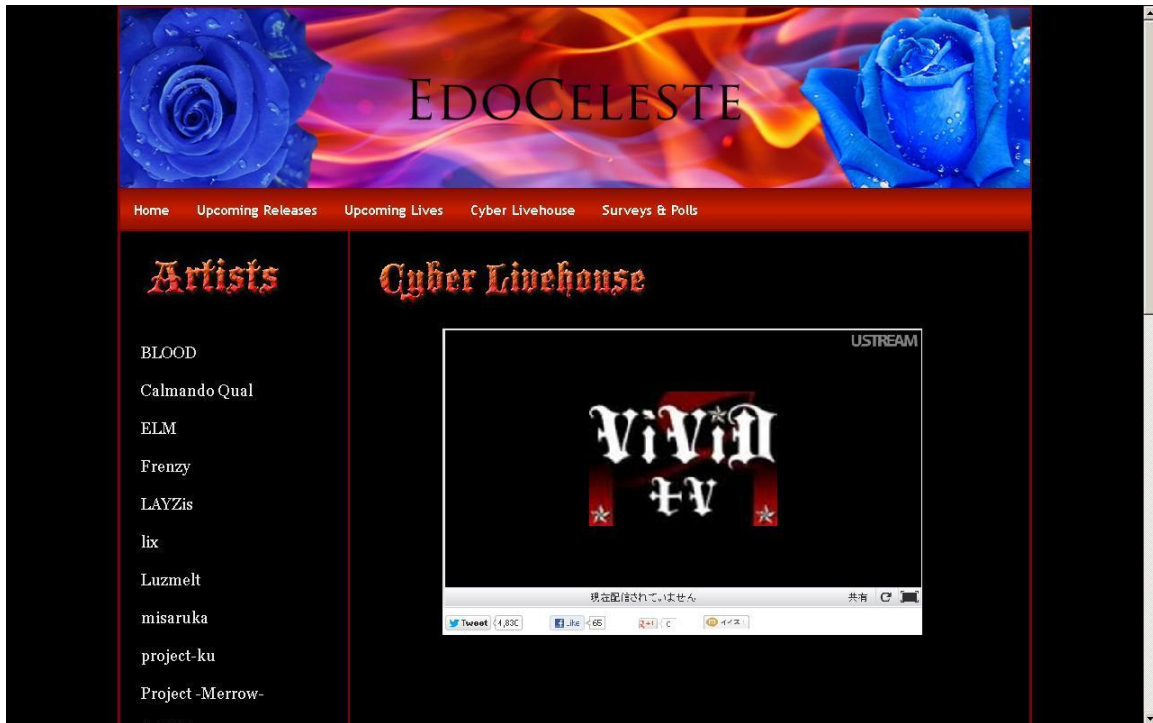 EDOCELESTE
Home Upcoming Releases Upcoming Lives Cyber Livehouse Surveys & Polls
Artists
BLOOD
Calmando Qual
ELM
Frenzy
LAYZis
lix
Luzmelt
misaruka
project-ku
Project -Merrow-
Cyber Livehouse
USTREAM
ViViD
tv
現在配信されていません 共有
Tweet 1,830 Like 65